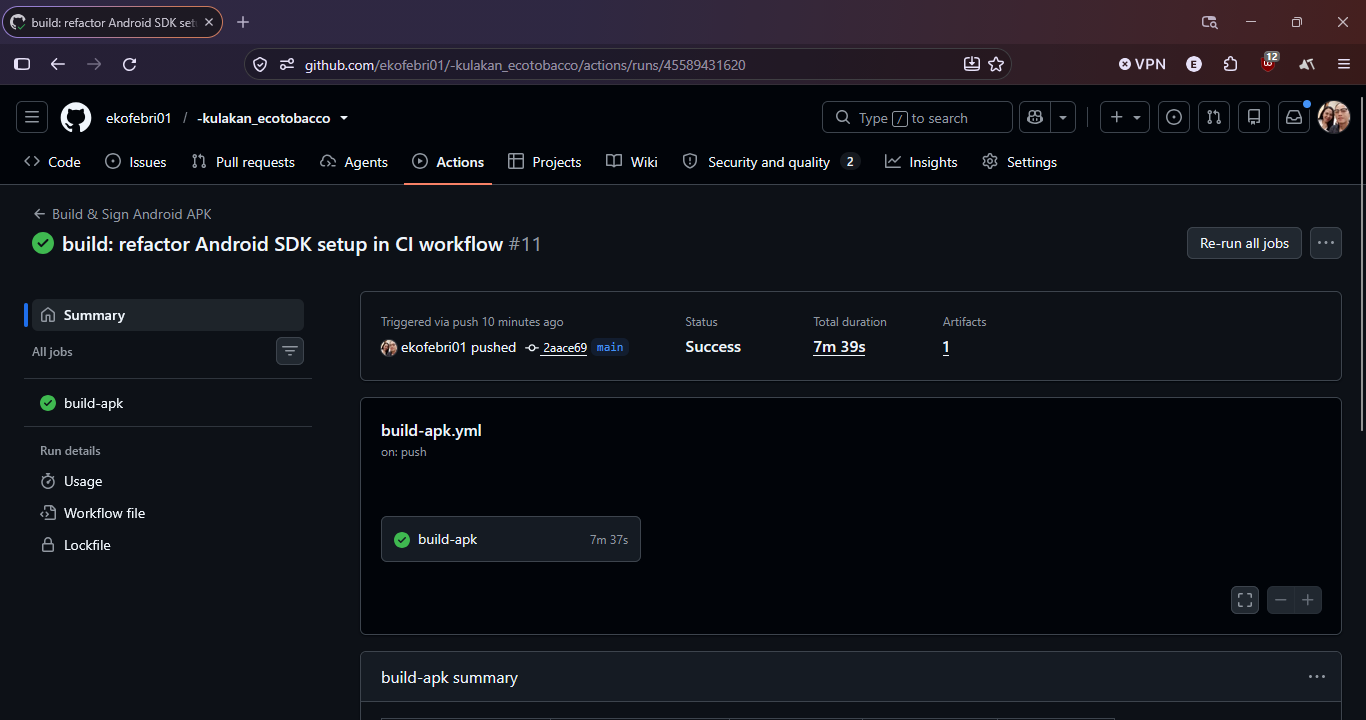 build: refactor Android SDK set
github.com/ekofebri01/-kulakan_ecotobacco/actions/runs/45589431620
VPN
E
12
ekofebri01 / -kulakan_ecotobacco
Type / to search
Code
Issues
Pull requests
Agents
Actions
Projects
Wiki
Security and quality 2
Insights
Settings
Build & Sign Android APK
build: refactor Android SDK setup in CI workflow #11
Re-run all jobs
Summary
All jobs
build-apk
Run details
Usage
Workflow file
Lockfile
Triggered via push 10 minutes ago
ekofebri01 pushed 2aace69 main
Status
Success
Total duration
7m 39s
Artifacts
1
build-apk.yml
on: push
build-apk 7m 37s
build-apk summary